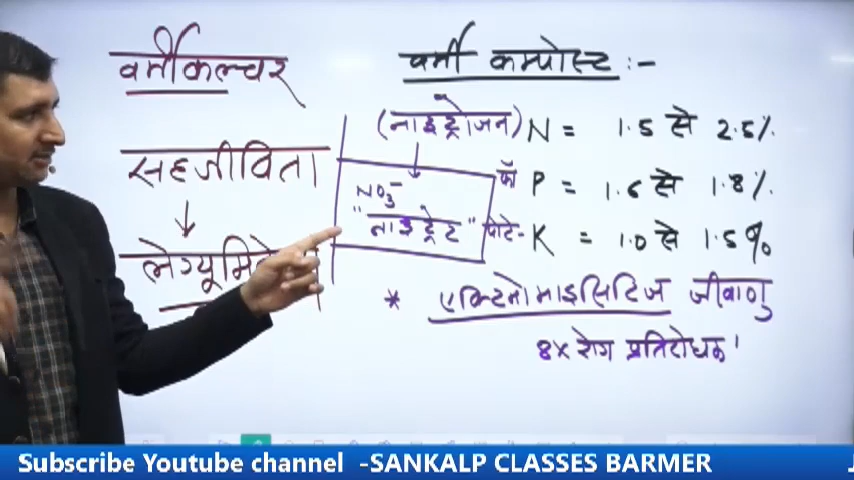 वर्मीकल्चर
सहजीविता
↓
लेग्यूमि
वर्मी कम्पोस्ट :-
(नाइट्रोजन) N = 1.5 से 2.5%
↓
NO₃⁻
"नाइट्रेट"
फॉ P = 1.6 से 1.8%
पोटे- K = 1.0 से 1.5%
* एक्टिनोमाइसिटिज जीवाणु
8x रोग प्रतिरोधक'
Subscribe Youtube channel -SANKALP CLASSES BARMER